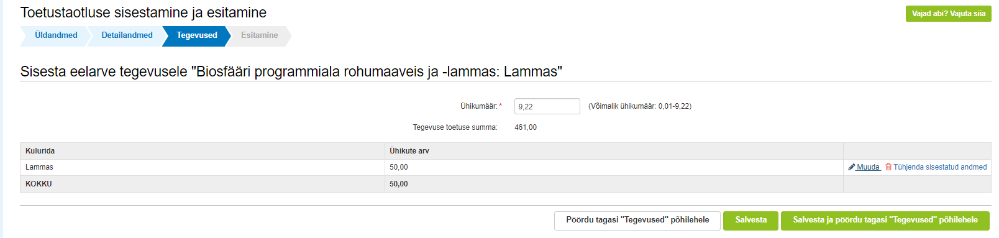 Toetustaotluse sisestamine ja esitamine
Vajad abi? Vajuta siia
Üldandmed Detailandmed Tegevused Esitamine
Sisesta eelarve tegevusele "Biosfääri programmiala rohumaaveis ja -lammas: Lammas"
Ühikumäär: * 9,22 (Võimalik ühikumäär: 0,01-9,22)
Tegevuse toetuse summa: 461,00
Kulurida Ühikute arv
Lammas 50,00 Muuda Tühjenda sisestatud andmed
KOKKU 50,00
Pöördu tagasi "Tegevused" põhilehele Salvesta Salvesta ja pöördu tagasi "Tegevused" põhilehele